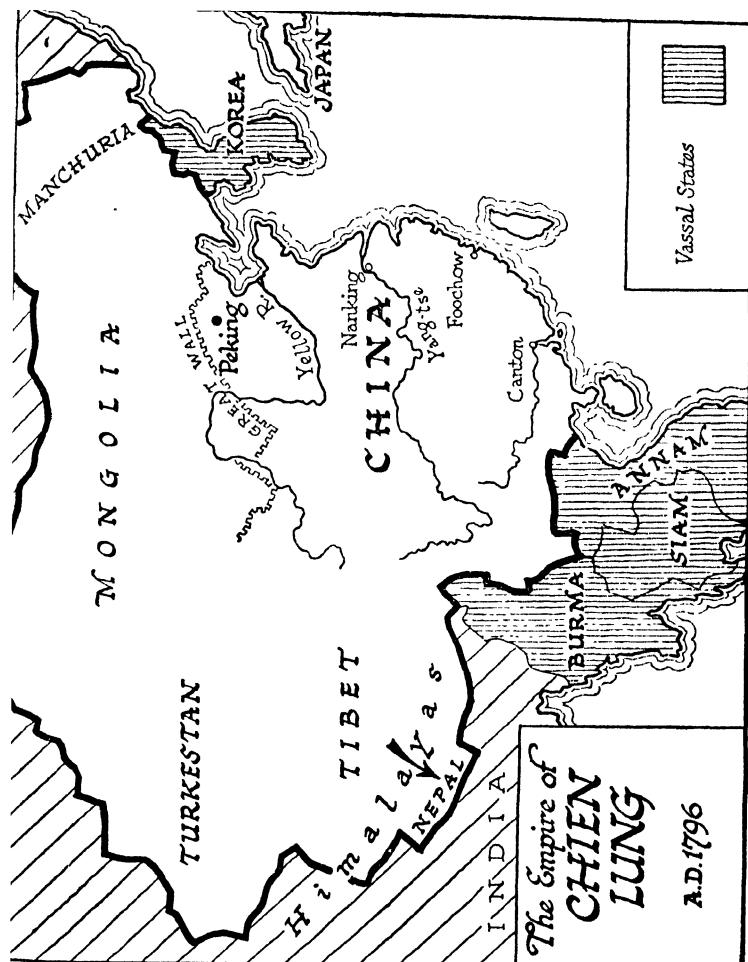 The Empire of
CHIEN
LUNG
A.D. 1796
Vassal States
MONGOLIA
MANCHURIA
KOREA
JAPAN
TURKESTAN
TIBET
GREAT WALL
Peking
Yellow R.
CHINA
Nanking
Yang-tse
Foochow
Canton
Himalayas
NEPAL
INDIA
BURMA
SIAM
ANNAM